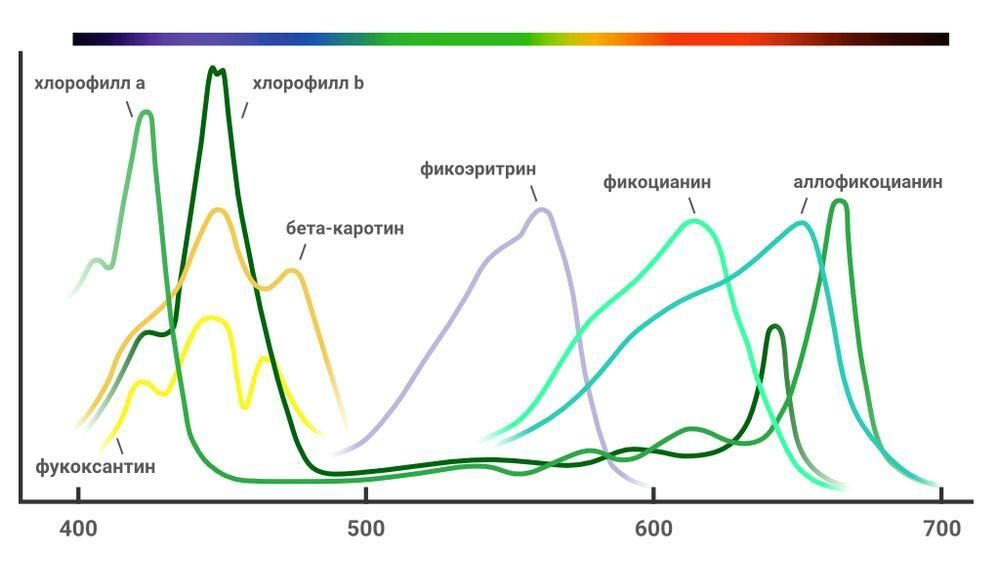 хлорофилл a
хлорофилл b
фикоэритрин
фикоцианин
аллофикоцианин
бета-каротин
фукоксантин
400
500
600
700